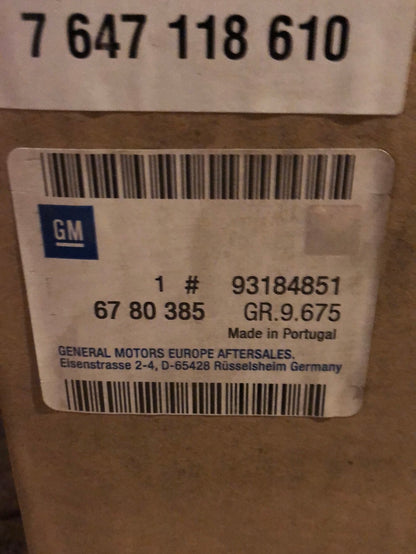 7 647 118 610
GM
1 # 93184851
67 80 385 GR.9.675
Made in Portugal
GENERAL MOTORS EUROPE AFTERSALES.
Eisenstrasse 2-4, D-65428 Rüsselsheim Germany